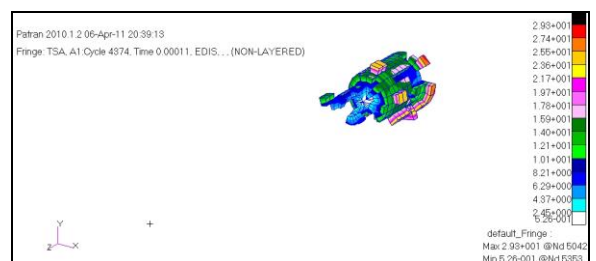 Patran 2010.1.2 06-Apr-11 20:39:13
Fringe: TSA, A1:Cycle 4374, Time 0.00011, EDIS, , , (NON-LAYERED)
2.93+001
2.74+001
2.55+001
2.36+001
2.17+001
1.97+001
1.78+001
1.59+001
1.40+001
1.21+001
1.01+001
8.21+000
6.29+000
4.37+000
2.45+000
5.26-001
Y
Z X
default_Fringe :
Max 2.93+001 @Nd 5042
Min 5.26-001 @Nd 5353